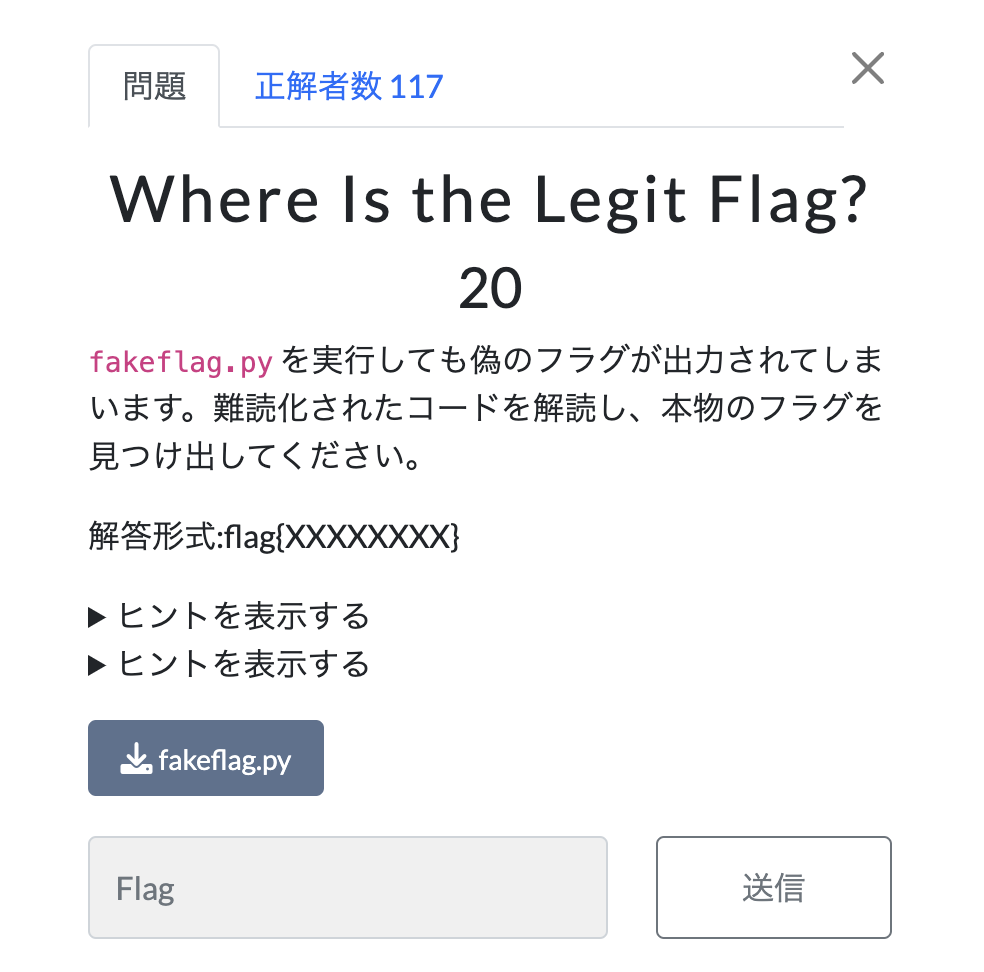 問題
正解者数 117
Where Is the Legit Flag?
20
fakeflag.py を実行しても偽のフラグが出力されてしま
います。難読化されたコードを解読し、本物のフラグを
見つけ出してください。
解答形式:flag{XXXXXXXX}
▶ ヒントを表示する
▶ ヒントを表示する
fakeflag.py
Flag
送信